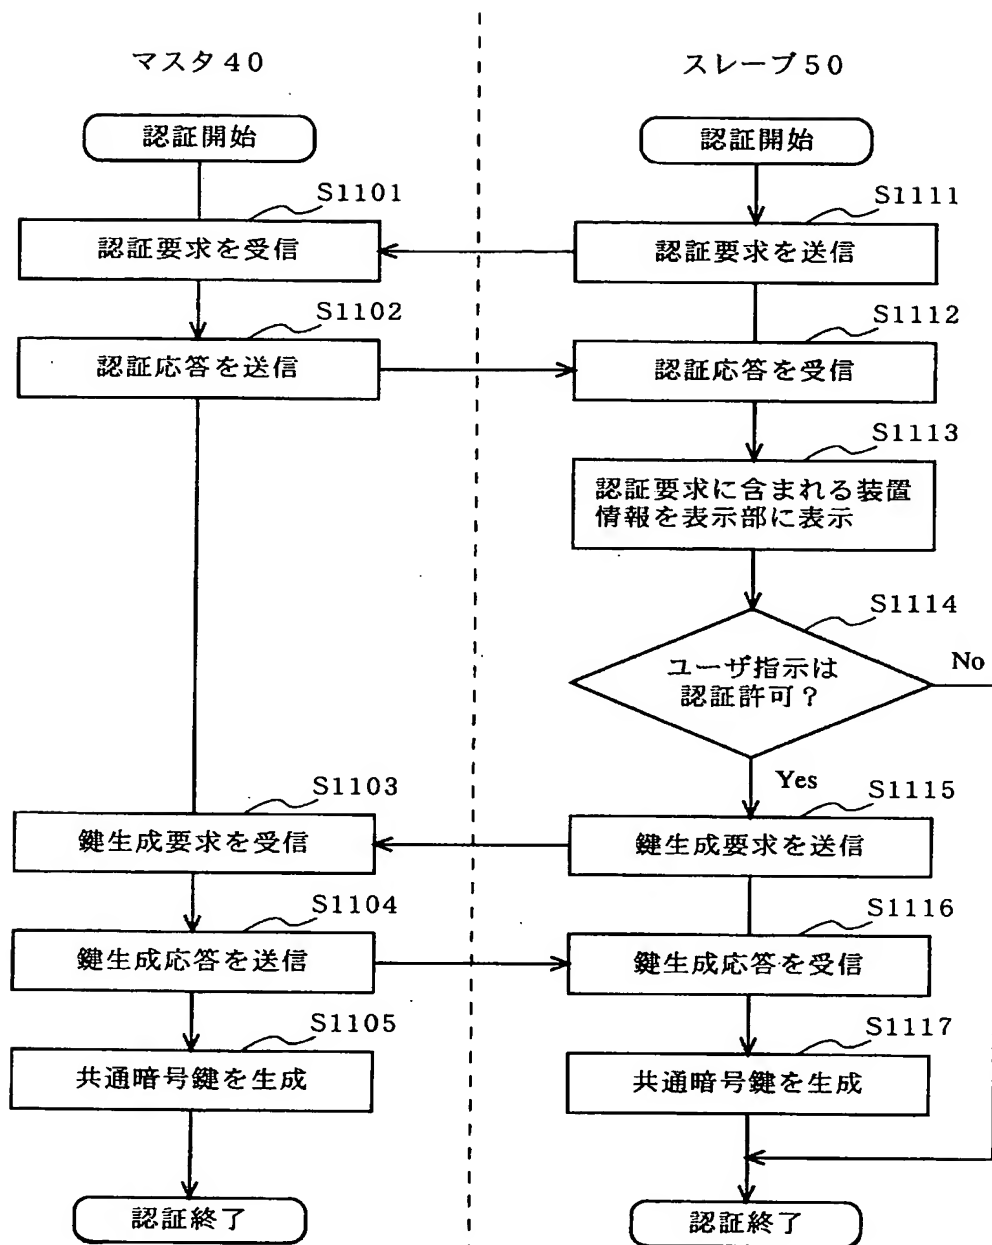 マスタ40
スレーブ50
認証開始
認証開始
S1101
認証要求を受信
S1111
認証要求を送信
S1102
認証応答を送信
S1112
認証応答を受信
S1113
認証要求に含まれる装置
情報を表示部に表示
S1114
ユーザ指示は
認証許可?
No
Yes
S1103
鍵生成要求を受信
S1115
鍵生成要求を送信
S1104
鍵生成応答を送信
S1116
鍵生成応答を受信
S1105
共通暗号鍵を生成
S1117
共通暗号鍵を生成
認証終了
認証終了